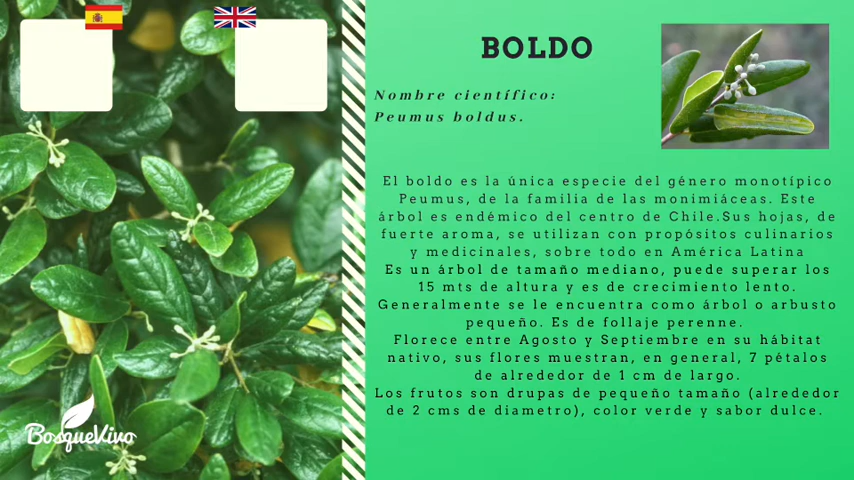 BOLDO
Nombre científico:
Peumus boldus.
El boldo es la única especie del género monotípico
Peumus, de la familia de las monimiáceas. Este
árbol es endémico del centro de Chile.Sus hojas, de
fuerte aroma, se utilizan con propósitos culinarios
y medicinales, sobre todo en América Latina
Es un árbol de tamaño mediano, puede superar los
15 mts de altura y es de crecimiento lento.
Generalmente se le encuentra como árbol o arbusto
pequeño. Es de follaje perenne.
Florece entre Agosto y Septiembre en su hábitat
nativo, sus flores muestran, en general, 7 pétalos
de alrededor de 1 cm de largo.
Los frutos son drupas de pequeño tamaño (alrededor
de 2 cms de diametro), color verde y sabor dulce.
BosqueVivo